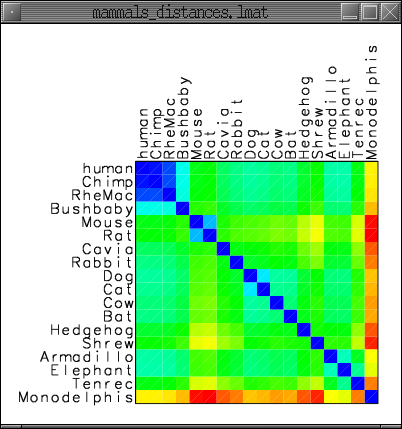 mammals_distances.lmat
human
Chimp
RheMac
Bushbaby
Mouse
Rat
Cavia
Rabbit
Dog
Cat
Cow
Bat
Hedgehog
Shrew
Armadillo
Elephant
Tenrec
Monodelphis
human
Chimp
RheMac
Bushbaby
Mouse
Rat
Cavia
Rabbit
Dog
Cat
Cow
Bat
Hedgehog
Shrew
Armadillo
Elephant
Tenrec
Monodelphis